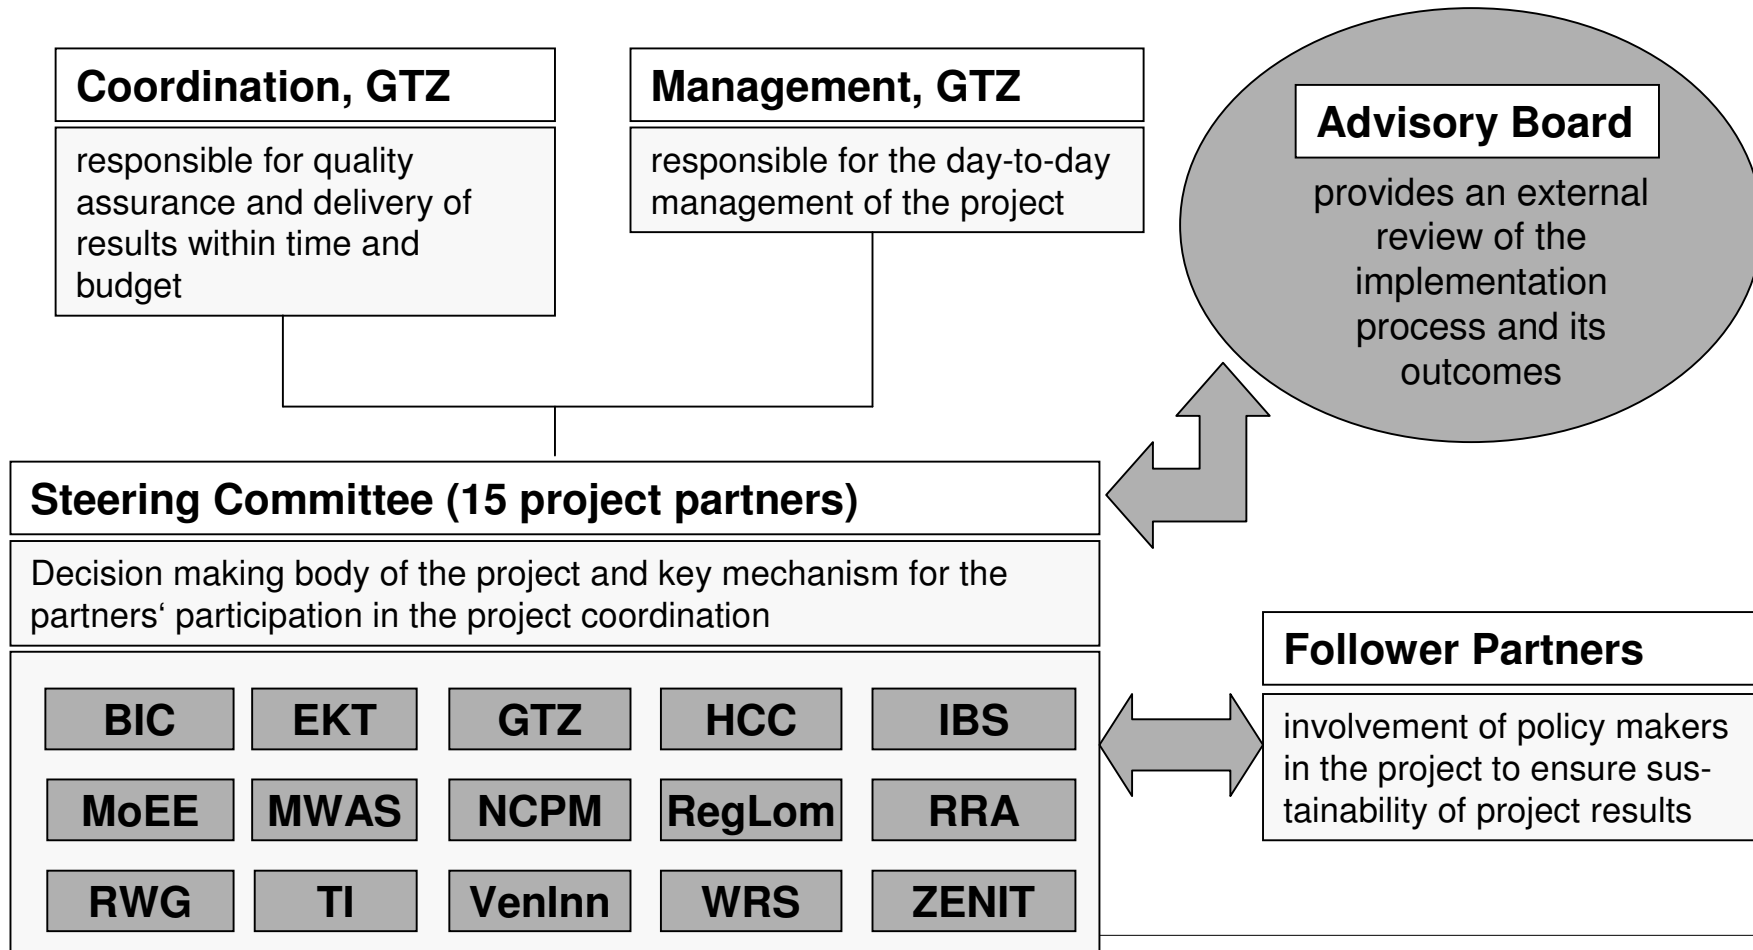 Coordination, GTZ
responsible for quality
assurance and delivery of
results within time and
budget
Management, GTZ
responsible for the day-to-day
management of the project
Advisory Board
provides an external
review of the
implementation
process and its
outcomes
Steering Committee (15 project partners)
Decision making body of the project and key mechanism for the
partners‘ participation in the project coordination
BIC EKT GTZ HCC IBS
MoEE MWAS NCPM RegLom RRA
RWG TI VenInn WRS ZENIT
Follower Partners
involvement of policy makers
in the project to ensure sus-
tainability of project results